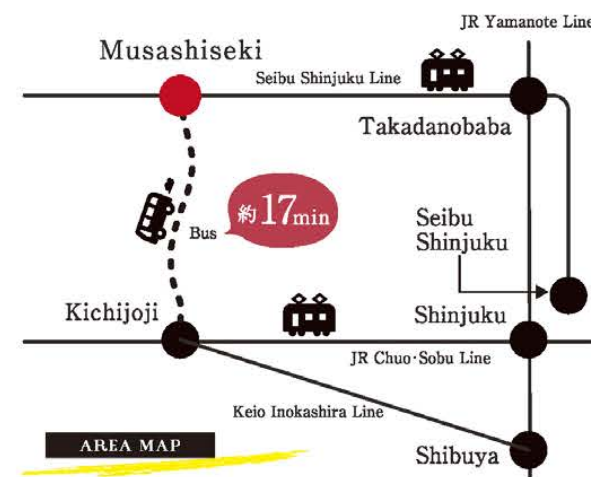 JR Yamanote Line
Musashiseki
Seibu Shinjuku Line
Takadanobaba
約17min
Bus
Seibu
Shinjuku
Kichijoji
Shinjuku
JR Chuo･Sobu Line
Keio Inokashira Line
AREA MAP
Shibuya